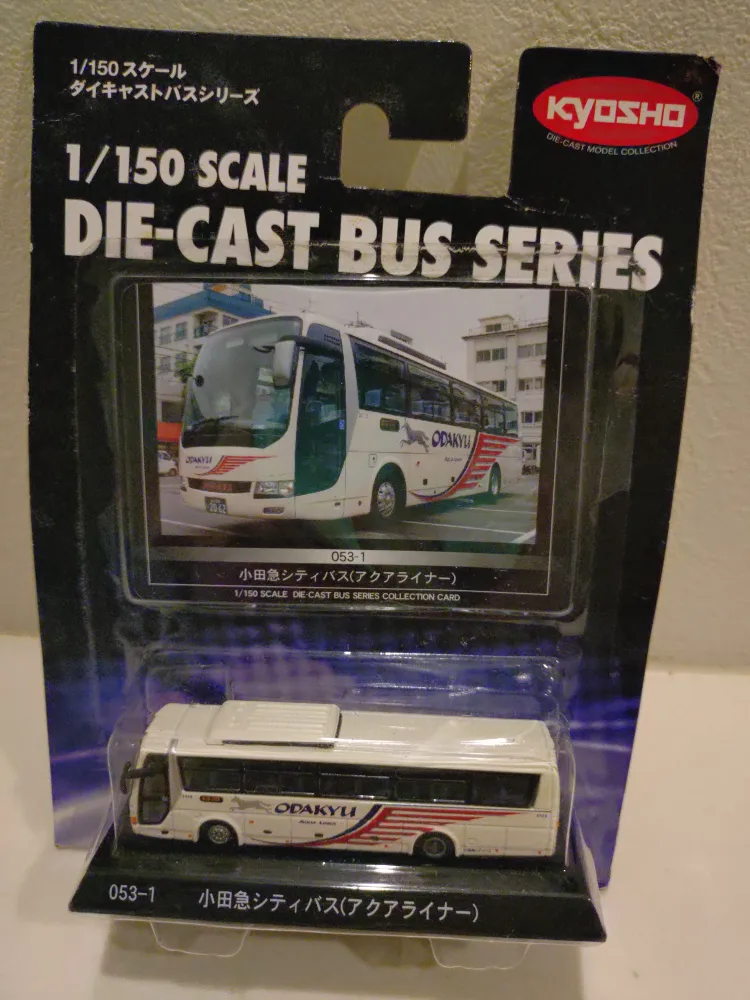 1/150スケール
ダイキャストバスシリーズ
KYOSHO®
DIE-CAST MODEL COLLECTION
1/150 SCALE
DIE-CAST BUS SERIES
ODAKYU
053-1
小田急シティバス(アクアライナー)
1/150 SCALE DIE-CAST BUS SERIES COLLECTION CARD
ODAKYU
053-1 小田急シティバス(アクアライナー)